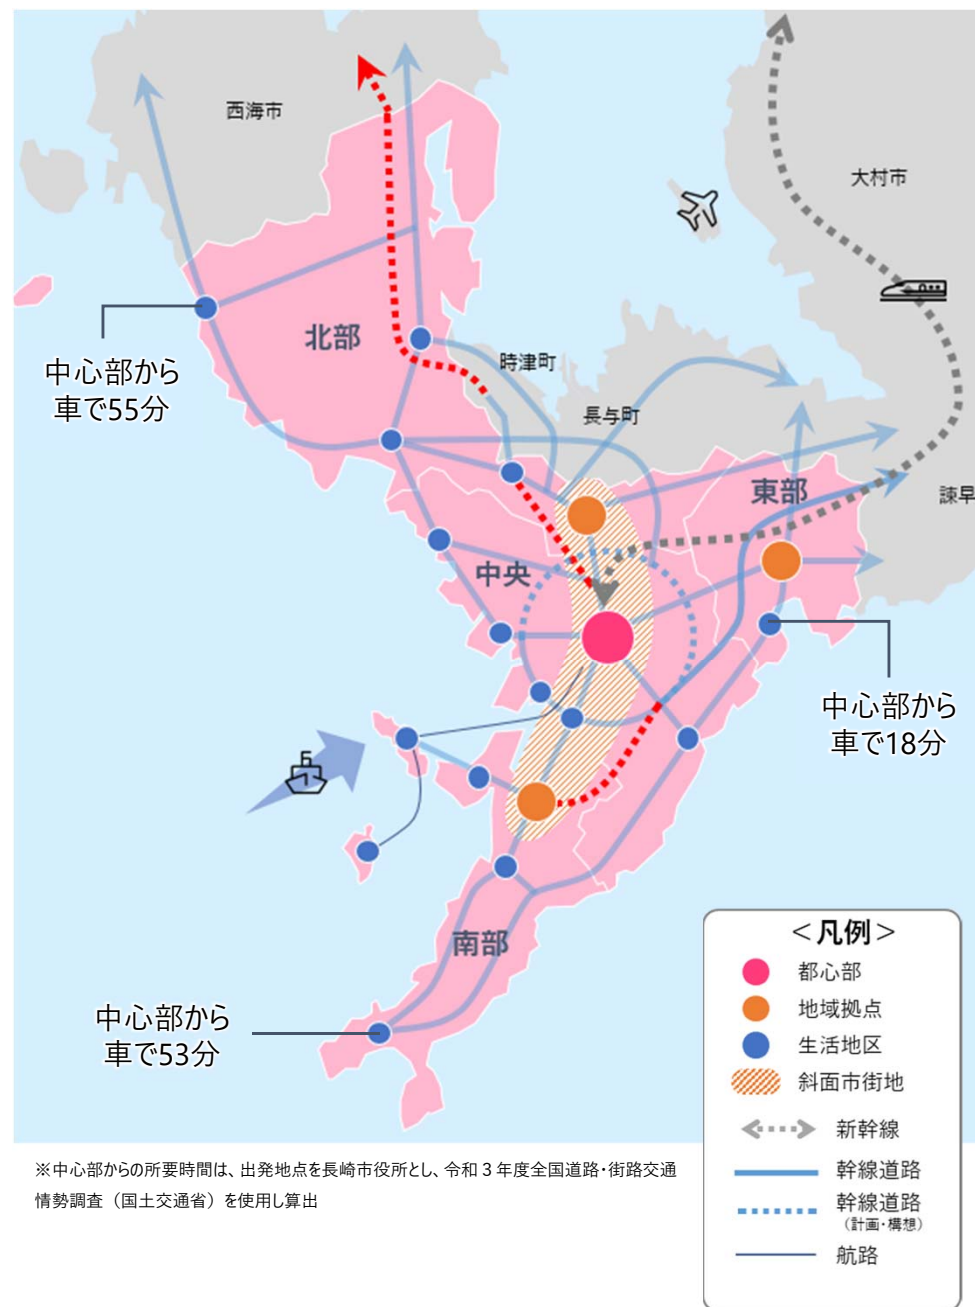 西海市
大村市
北部
時津町
中心部から
車で55分
長与町
東部
諫早
中央
中心部から
車で18分
南部
中心部から
車で53分
＜凡例＞
都心部
地域拠点
生活地区
斜面市街地
新幹線
幹線道路
幹線道路
（計画・構想）
航路
※中心部からの所要時間は、出発地点を長崎市役所とし、令和３年度全国道路・街路交通
情勢調査（国土交通省）を使用し算出